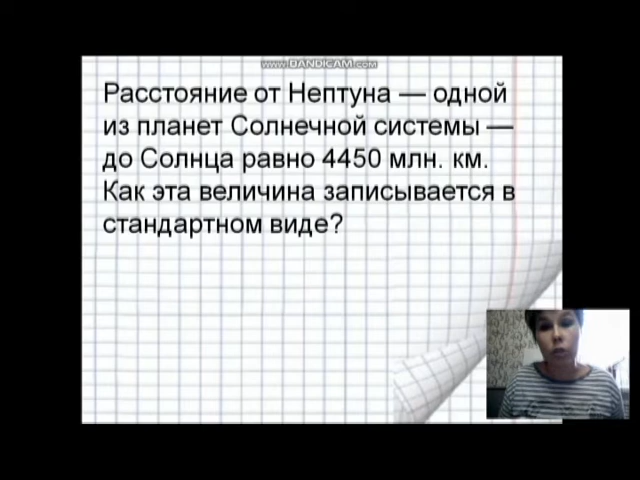 www.BANDICAM.com
Расстояние от Нептуна — одной
из планет Солнечной системы —
до Солнца равно 4450 млн. км.
Как эта величина записывается в
стандартном виде?